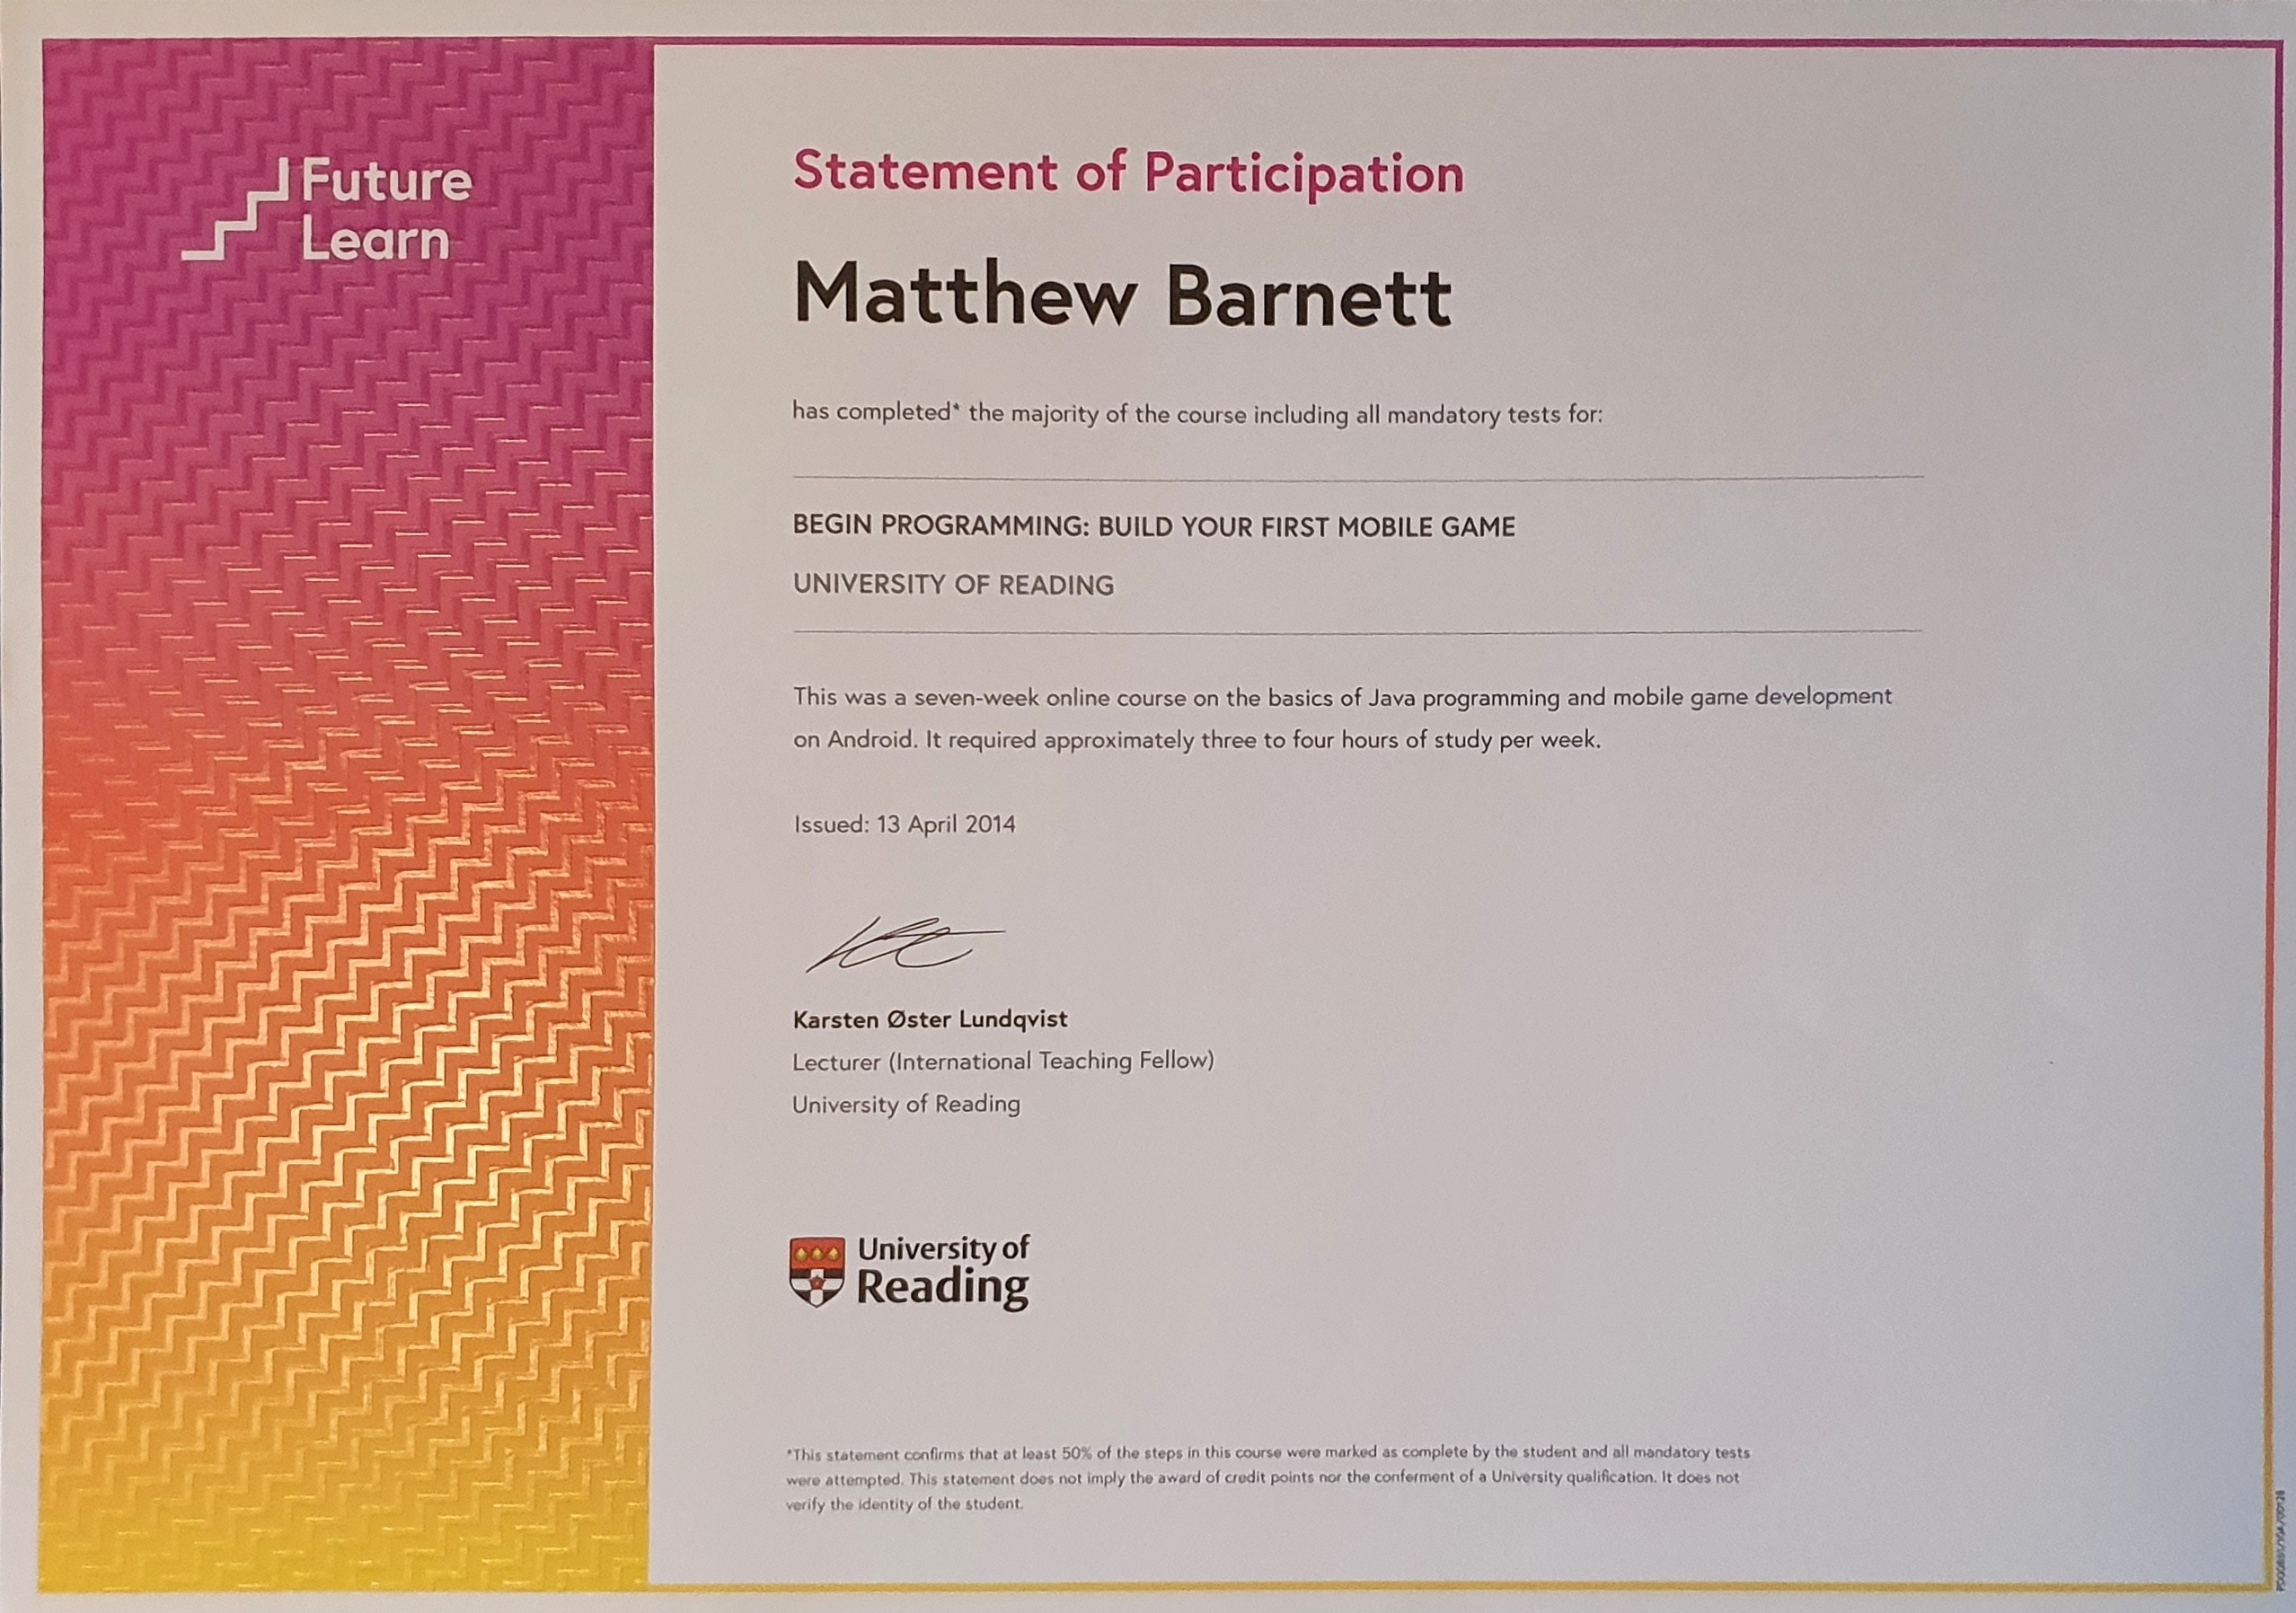 Future
Learn
Statement of Participation
Matthew Barnett
has completed* the majority of the course including all mandatory tests for:
BEGIN PROGRAMMING: BUILD YOUR FIRST MOBILE GAME
UNIVERSITY OF READING
This was a seven-week online course on the basics of Java programming and mobile game development
on Android. It required approximately three to four hours of study per week.
Issued: 13 April 2014
Karsten Øster Lundqvist
Lecturer (International Teaching Fellow)
University of Reading
University of
Reading
*This statement confirms that at least 50% of the steps in this course were marked as complete by the student and all mandatory tests
were attempted. This statement does not imply the award of credit points nor the conferment of a University qualification. It does not
verify the identity of the student.